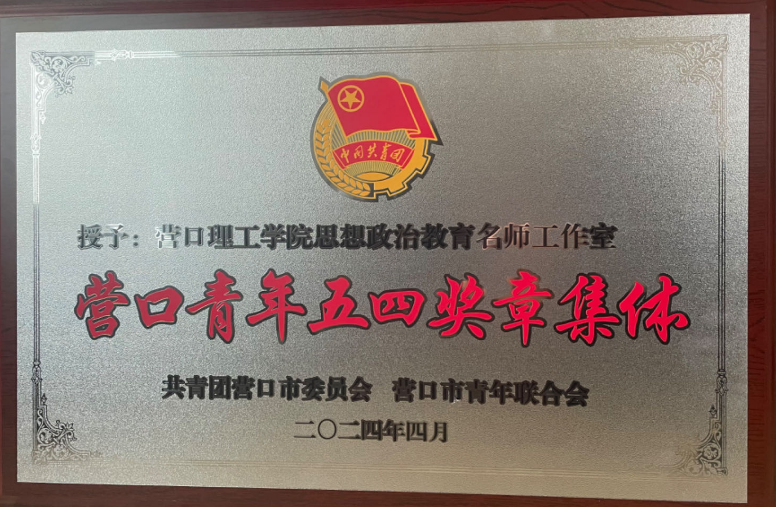 中国共青团
授予：营口理工学院思想政治教育名师工作室
营口青年五四奖章集体
共青团营口市委员会 营口市青年联合会
二〇二四年四月